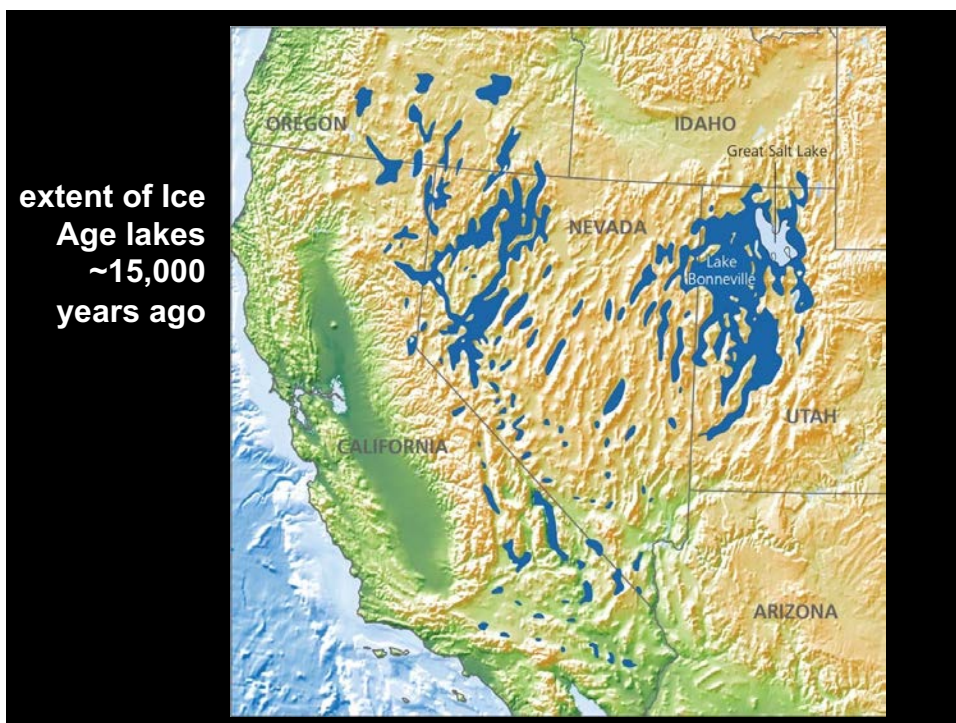 extent of Ice
Age lakes
~15,000
years ago
OREGON
IDAHO
Great Salt Lake
NEVADA
Lake
Bonneville
UTAH
CALIFORNIA
ARIZONA